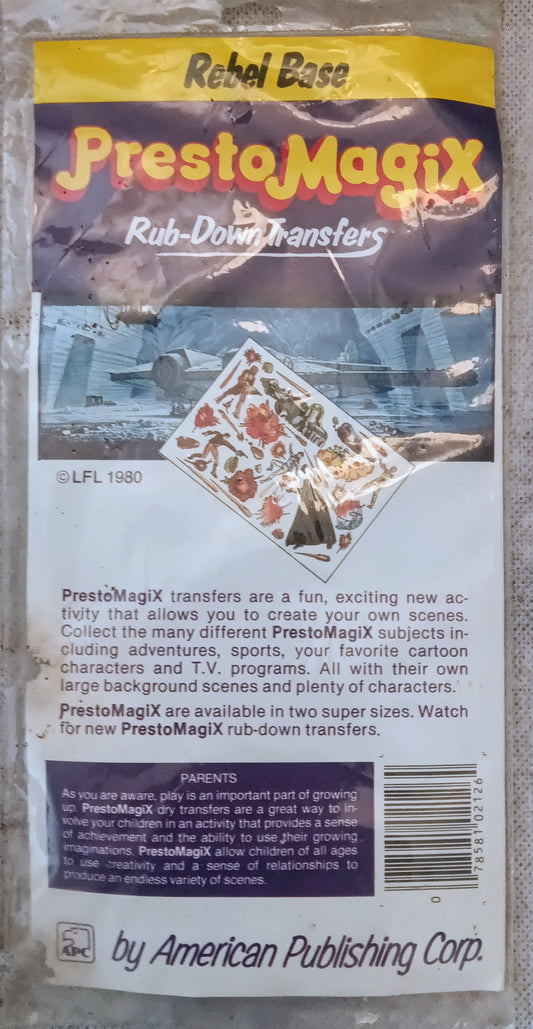 Rebel Base
PrestoMagiX
Rub-Down Transfers
©LFL 1980
PrestoMagiX transfers are a fun, exciting new ac-
tivity that allows you to create your own scenes.
Collect the many different PrestoMagiX subjects in-
cluding adventures, sports, your favorite cartoon
characters and T.V. programs. All with their own
large background scenes and plenty of characters.
PrestoMagiX are available in two super sizes. Watch
for new PrestoMagiX rub-down transfers.
PARENTS
As you are aware, play is an important part of growing
up. PrestoMagiX dry transfers are a great way to in-
volve your children in an activity that provides a sense
of achievement and the ability to use their growing
imaginations. PrestoMagiX allow children of all ages
to use creativity and a sense of relationships to
produce an endless variety of scenes.
0 78581 02126
APC
by American Publishing Corp.